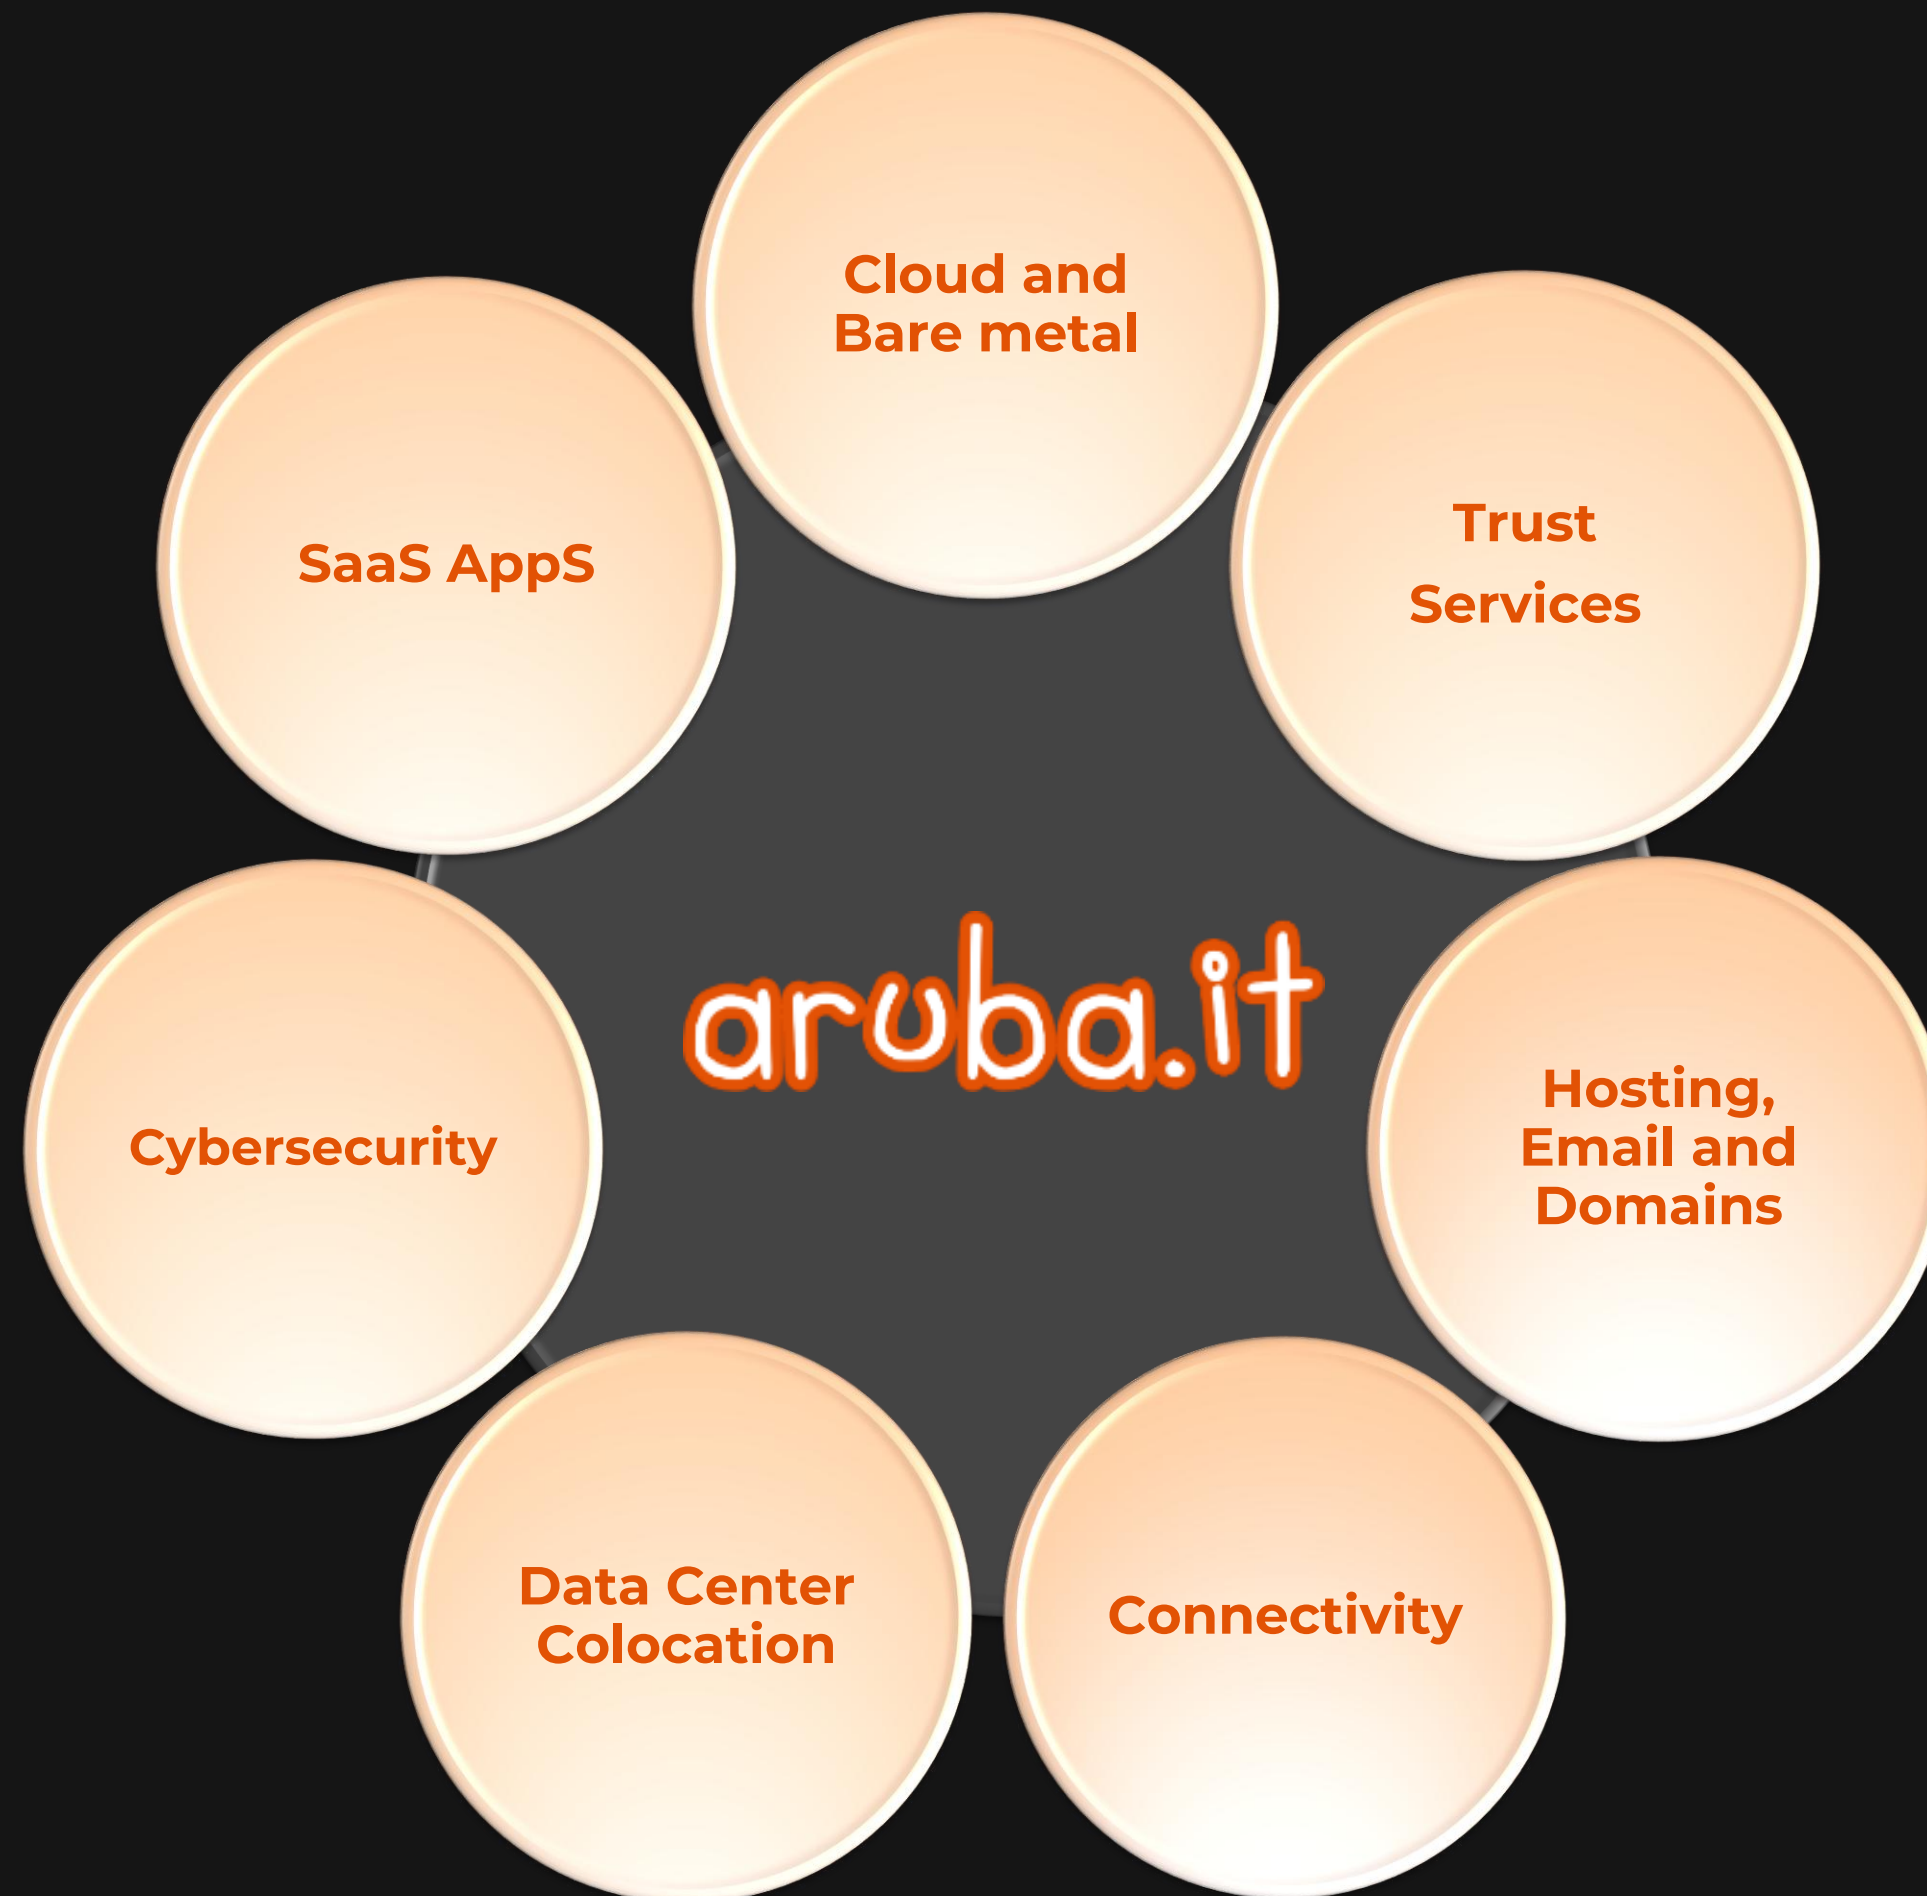 Cloud and
Bare metal
Trust
Services
SaaS AppS
aruba.it
Hosting,
Email and
Domains
Cybersecurity
Data Center
Colocation
Connectivity